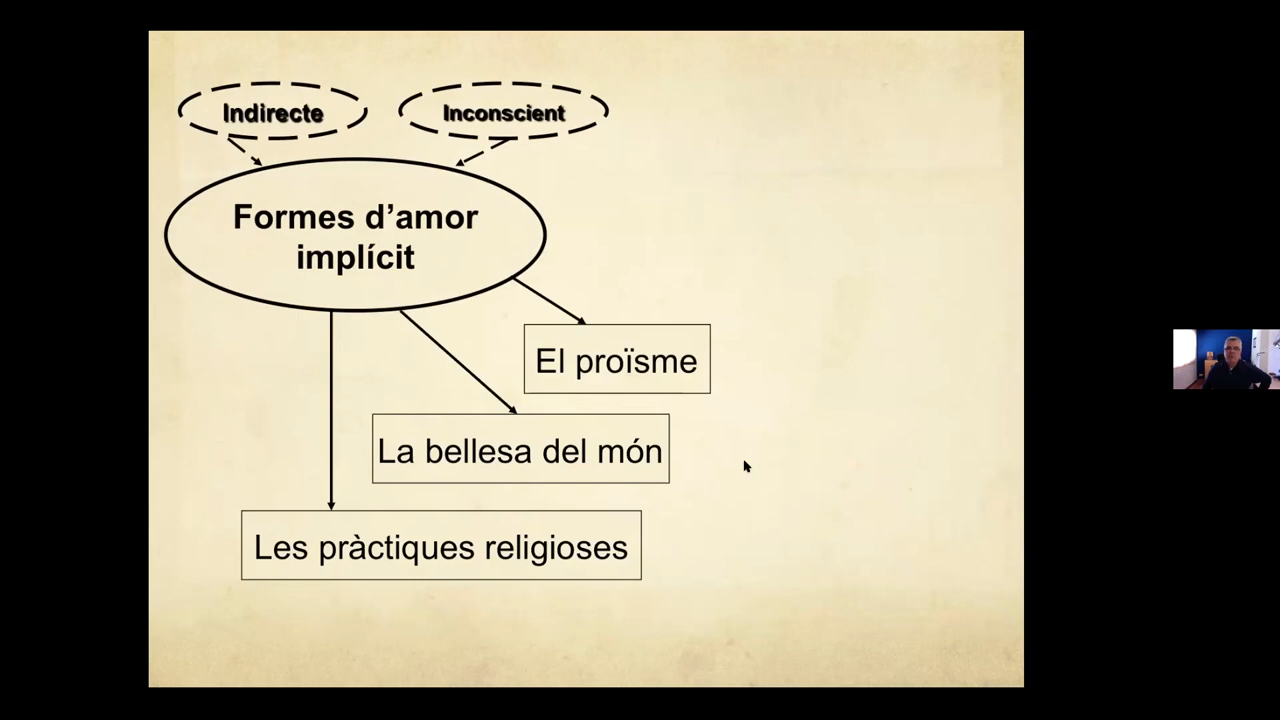 Indirecte
Inconscient
Formes d’amor
implícit
El proïsme
La bellesa del món
Les pràctiques religioses